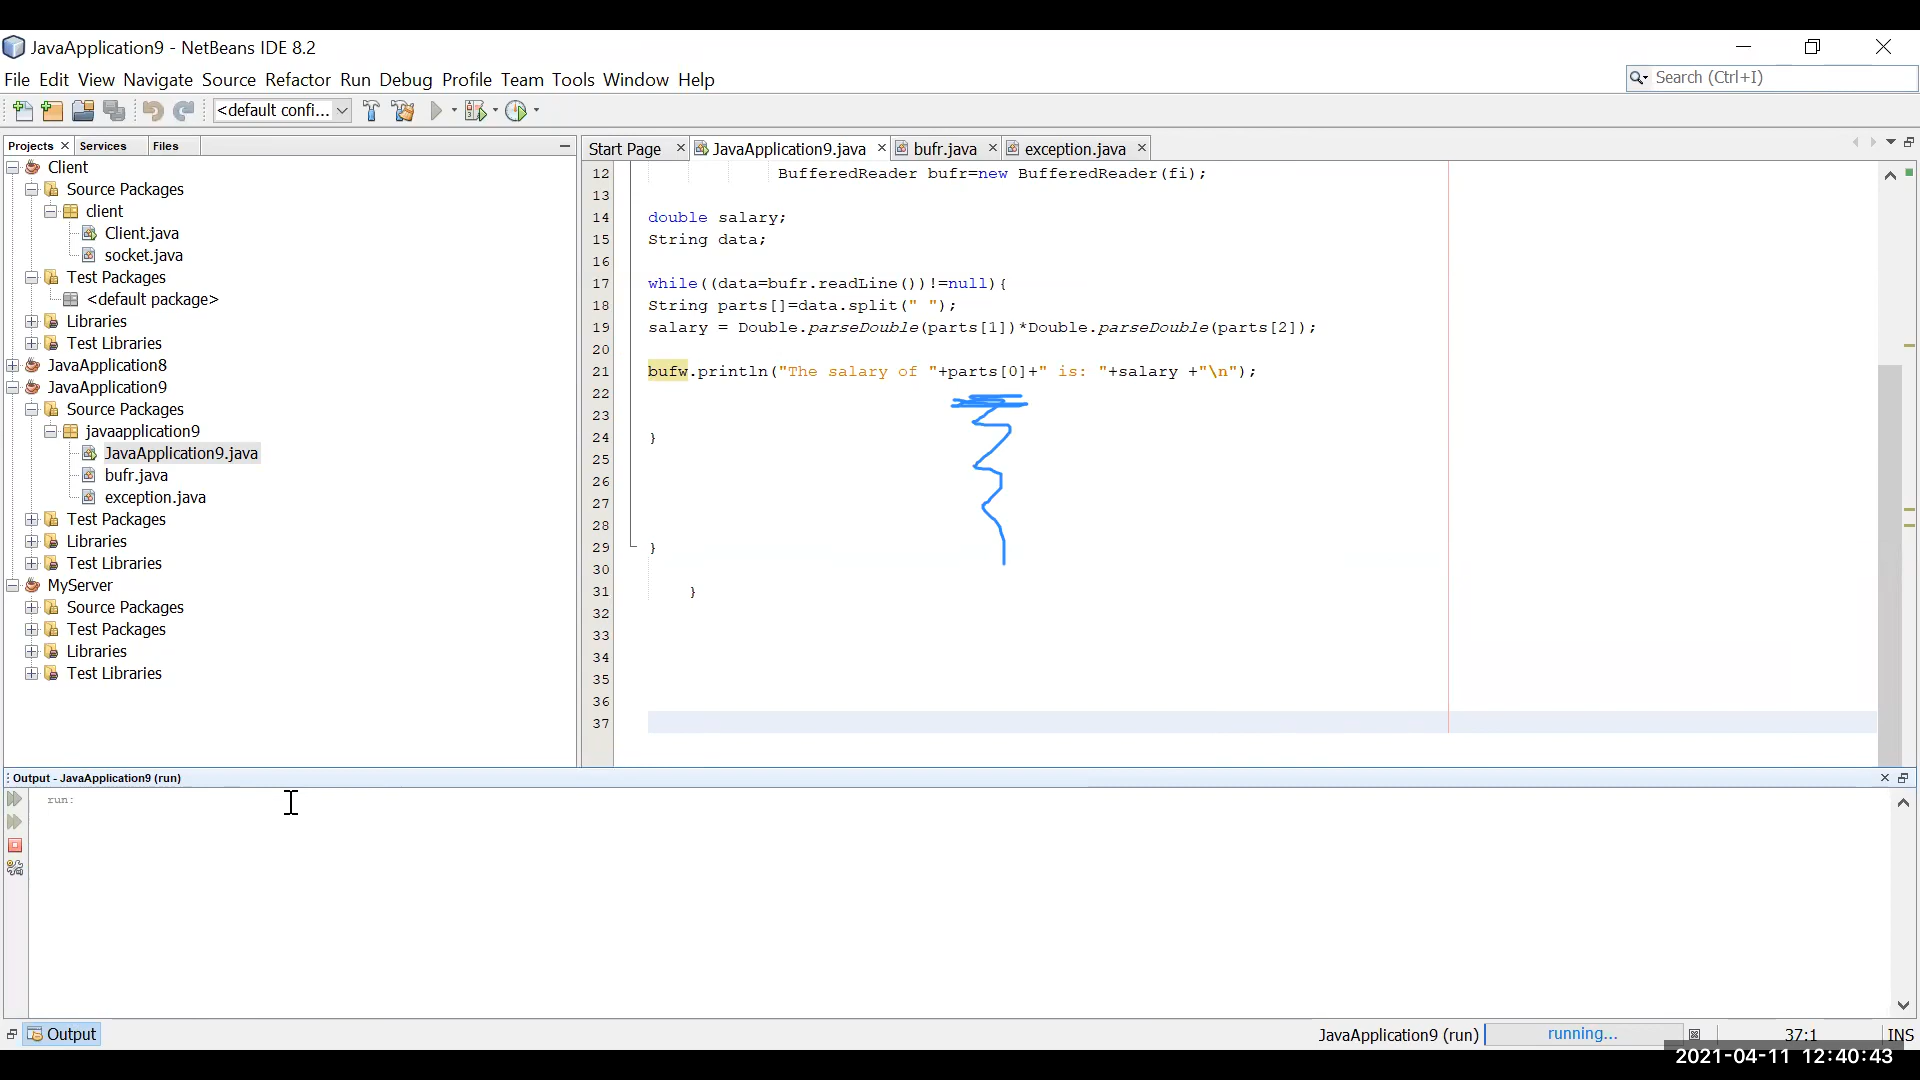 JavaApplication9 - NetBeans IDE 8.2
File Edit View Navigate Source Refactor Run Debug Profile Team Tools Window Help
Search (Ctrl+I)
<default confi...
Projects Services Files
Start Page JavaApplication9.java bufr.java exception.java
Client
Source Packages
client
Client.java
socket.java
Test Packages
<default package>
Libraries
Test Libraries
JavaApplication8
JavaApplication9
Source Packages
javaapplication9
JavaApplication9.java
bufr.java
exception.java
Test Packages
Libraries
Test Libraries
MyServer
Source Packages
Test Packages
Libraries
Test Libraries
12 BufferedReader bufr=new BufferedReader(fi);
13
14 double salary;
15 String data;
16
17 while((data=bufr.readLine())!=null){
18 String parts[]=data.split(" ");
19 salary = Double.parseDouble(parts[1])*Double.parseDouble(parts[2]);
20
21 bufw.println("The salary of "+parts[0]+" is: "+salary +"\n");
22
23
24 }
25
26
27
28
29 }
30
31 }
32
33
34
35
36
37
Output - JavaApplication9 (run)
run:
Output
JavaApplication9 (run) running... 37:1 INS
2021-04-11 12:40:43